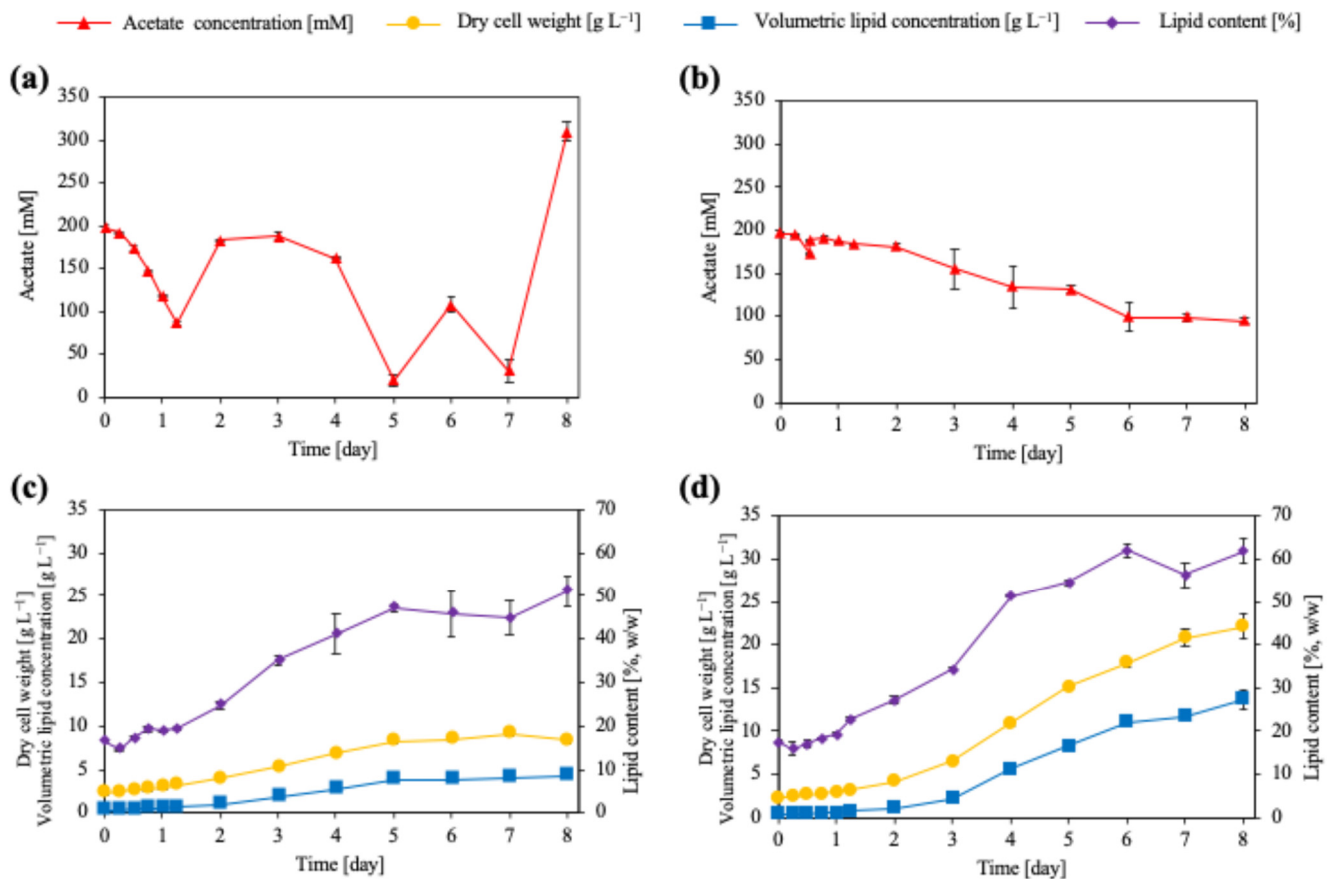 Acetate concentration [mM] Dry cell weight [g L⁻¹] Volumetric lipid concentration [g L⁻¹] Lipid content [%]
(a) (b)
Acetate [mM]
350
300
250
200
150
100
50
0
0 1 2 3 4 5 6 7 8
Time [day]
Acetate [mM]
350
300
250
200
150
100
50
0
0 1 2 3 4 5 6 7 8
Time [day]
(c) (d)
Dry cell weight [g L⁻¹]
Volumetric lipid concentration [g L⁻¹]
35
30
25
20
15
10
5
0
70
60
50
40
30
20
10
0
Lipid content [%, w/w]
0 1 2 3 4 5 6 7 8
Time [day]
Dry cell weight [g L⁻¹]
Volumetric lipid concentration [g L⁻¹]
35
30
25
20
15
10
5
0
70
60
50
40
30
20
10
0
Lipid content [%, w/w]
0 1 2 3 4 5 6 7 8
Time [day]